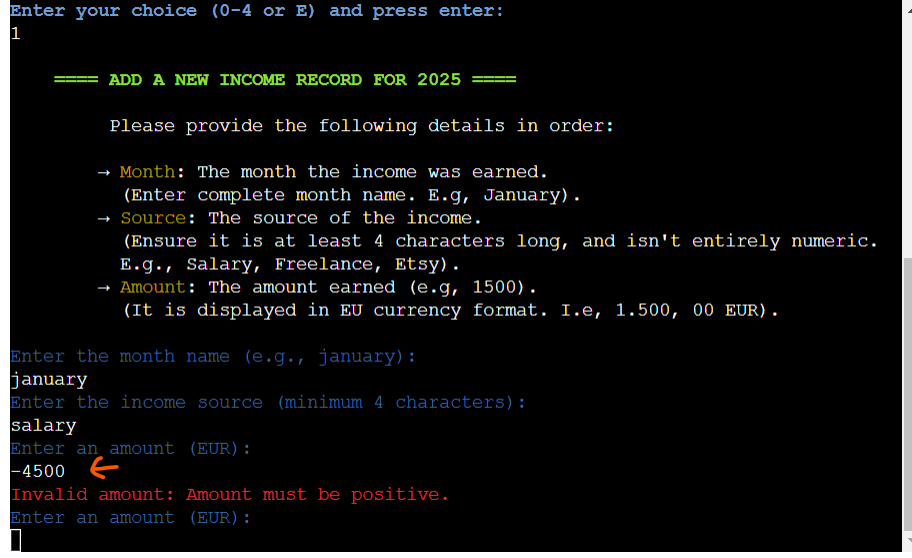 Enter your choice (0-4 or E) and press enter:
1
==== ADD A NEW INCOME RECORD FOR 2025 ====
Please provide the following details in order:
→ Month: The month the income was earned.
(Enter complete month name. E.g, January).
→ Source: The source of the income.
(Ensure it is at least 4 characters long, and isn't entirely numeric.
E.g., Salary, Freelance, Etsy).
→ Amount: The amount earned (e.g, 1500).
(It is displayed in EU currency format. I.e, 1.500, 00 EUR).
Enter the month name (e.g., january):
january
Enter the income source (minimum 4 characters):
salary
Enter an amount (EUR):
-4500
Invalid amount: Amount must be positive.
Enter an amount (EUR):